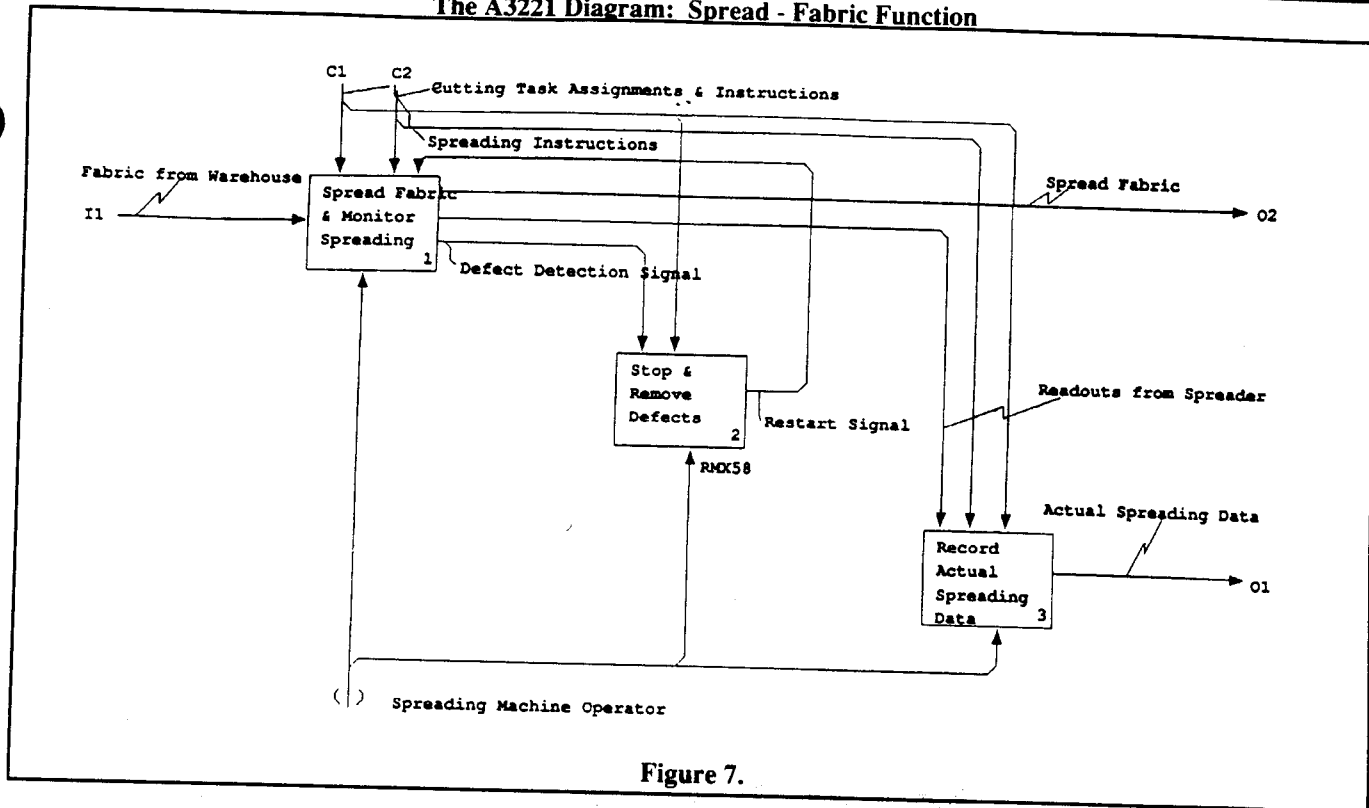 The A3221 Diagram: Spread - Fabric Function
C1 C2
Cutting Task Assignments & Instructions
Spreading Instructions
Fabric from Warehouse
I1
Spread Fabric
& Monitor
Spreading
1
Spread Fabric
O2
Defect Detection Signal
Stop &
Remove
Defects
2
Restart Signal
RMX58
Readouts from Spreader
Record
Actual
Spreading
Data 3
Actual Spreading Data
O1
( ) Spreading Machine Operator
Figure 7.